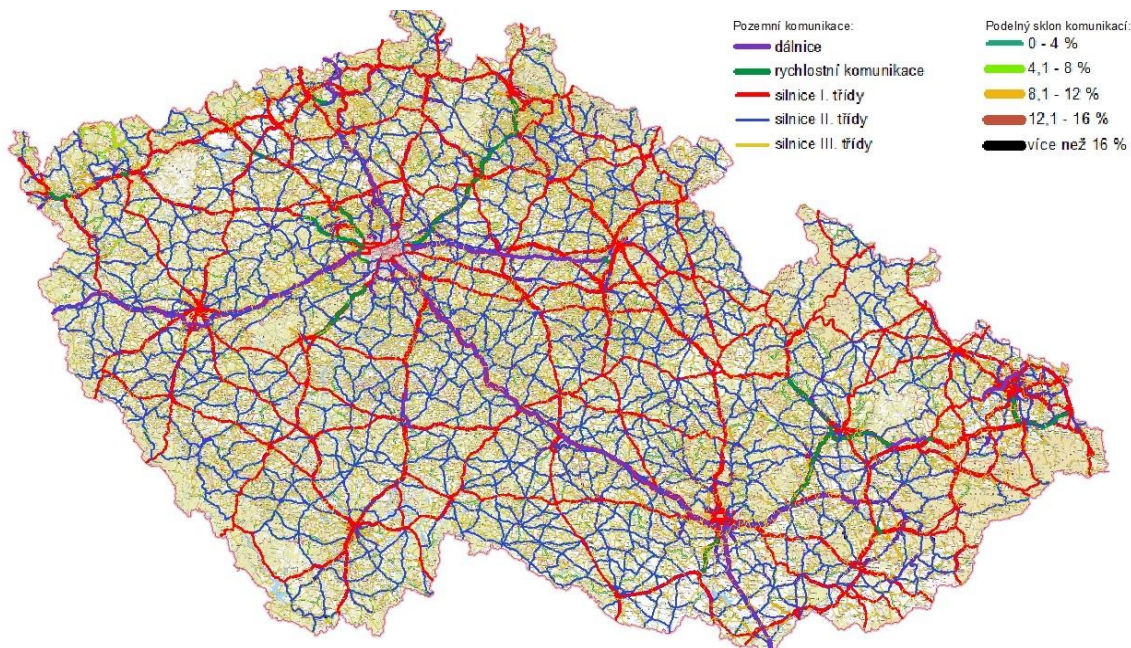 Pozemní komunikace:
dálnice
rychlostní komunikace
silnice I. třídy
silnice II. třídy
silnice III. třídy
Podelný sklon komunikací:
0 - 4 %
4,1 - 8 %
8,1 - 12 %
12,1 - 16 %
více než 16 %